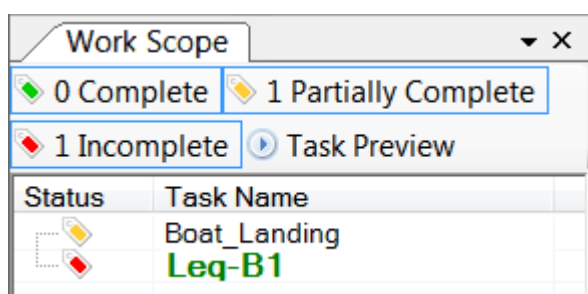 Work Scope
0 Complete 1 Partially Complete
1 Incomplete Task Preview
Status Task Name
Boat_Landing
Leg-B1